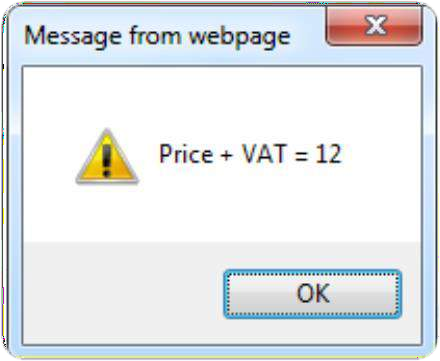 Message from webpage
Price + VAT = 12
OK